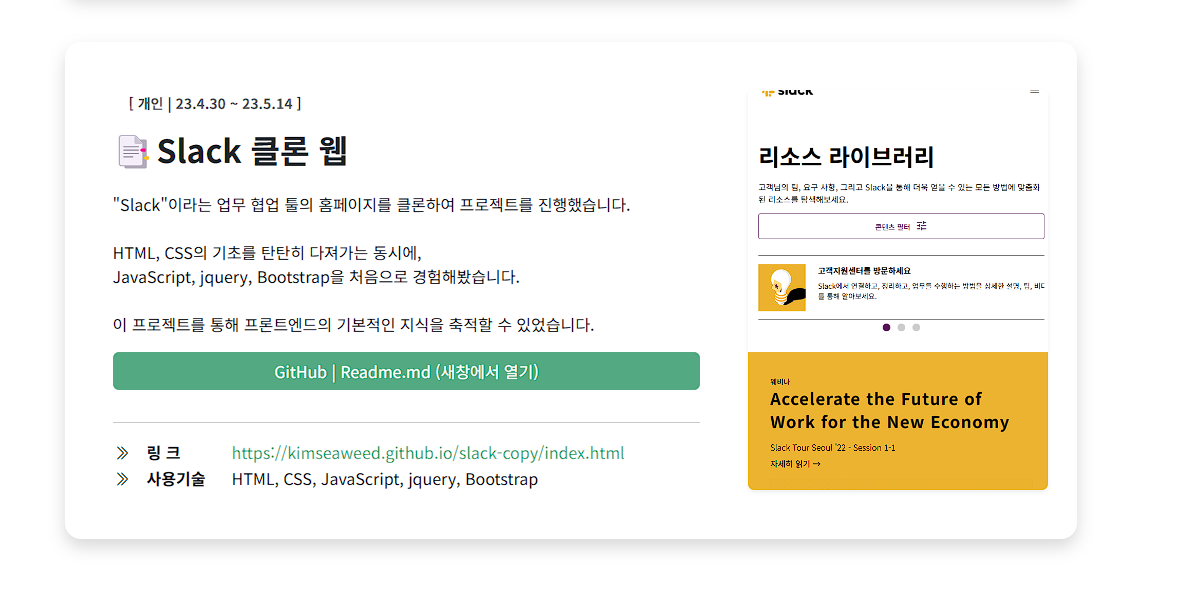 [ 개인 | 23.4.30 ~ 23.5.14 ]
Slack 클론 웹
"Slack"이라는 업무 협업 툴의 홈페이지를 클론하여 프로젝트를 진행했습니다.
HTML, CSS의 기초를 탄탄히 다져가는 동시에,
JavaScript, jquery, Bootstrap을 처음으로 경험해봤습니다.
이 프로젝트를 통해 프론트엔드의 기본적인 지식을 축적할 수 있었습니다.
GitHub | Readme.md (새창에서 열기)
링 크 https://kimseaweed.github.io/slack-copy/index.html
사용기술 HTML, CSS, JavaScript, jquery, Bootstrap
slack
리소스 라이브러리
고객님의 팀, 요구 사항, 그리고 Slack을 통해 더욱 얻을 수 있는 모든 방법에 맞춤화
된 리소스를 탐색해보세요.
콘텐츠 필터
고객지원센터를 방문하세요
Slack에서 연결하고, 정리하고, 업무를 수행하는 방법을 상세한 설명, 팁, 비디
를 통해 알아보세요.
웨비나
Accelerate the Future of
Work for the New Economy
Slack Tour Seoul '22 - Session 1-1
자세히 읽기 →